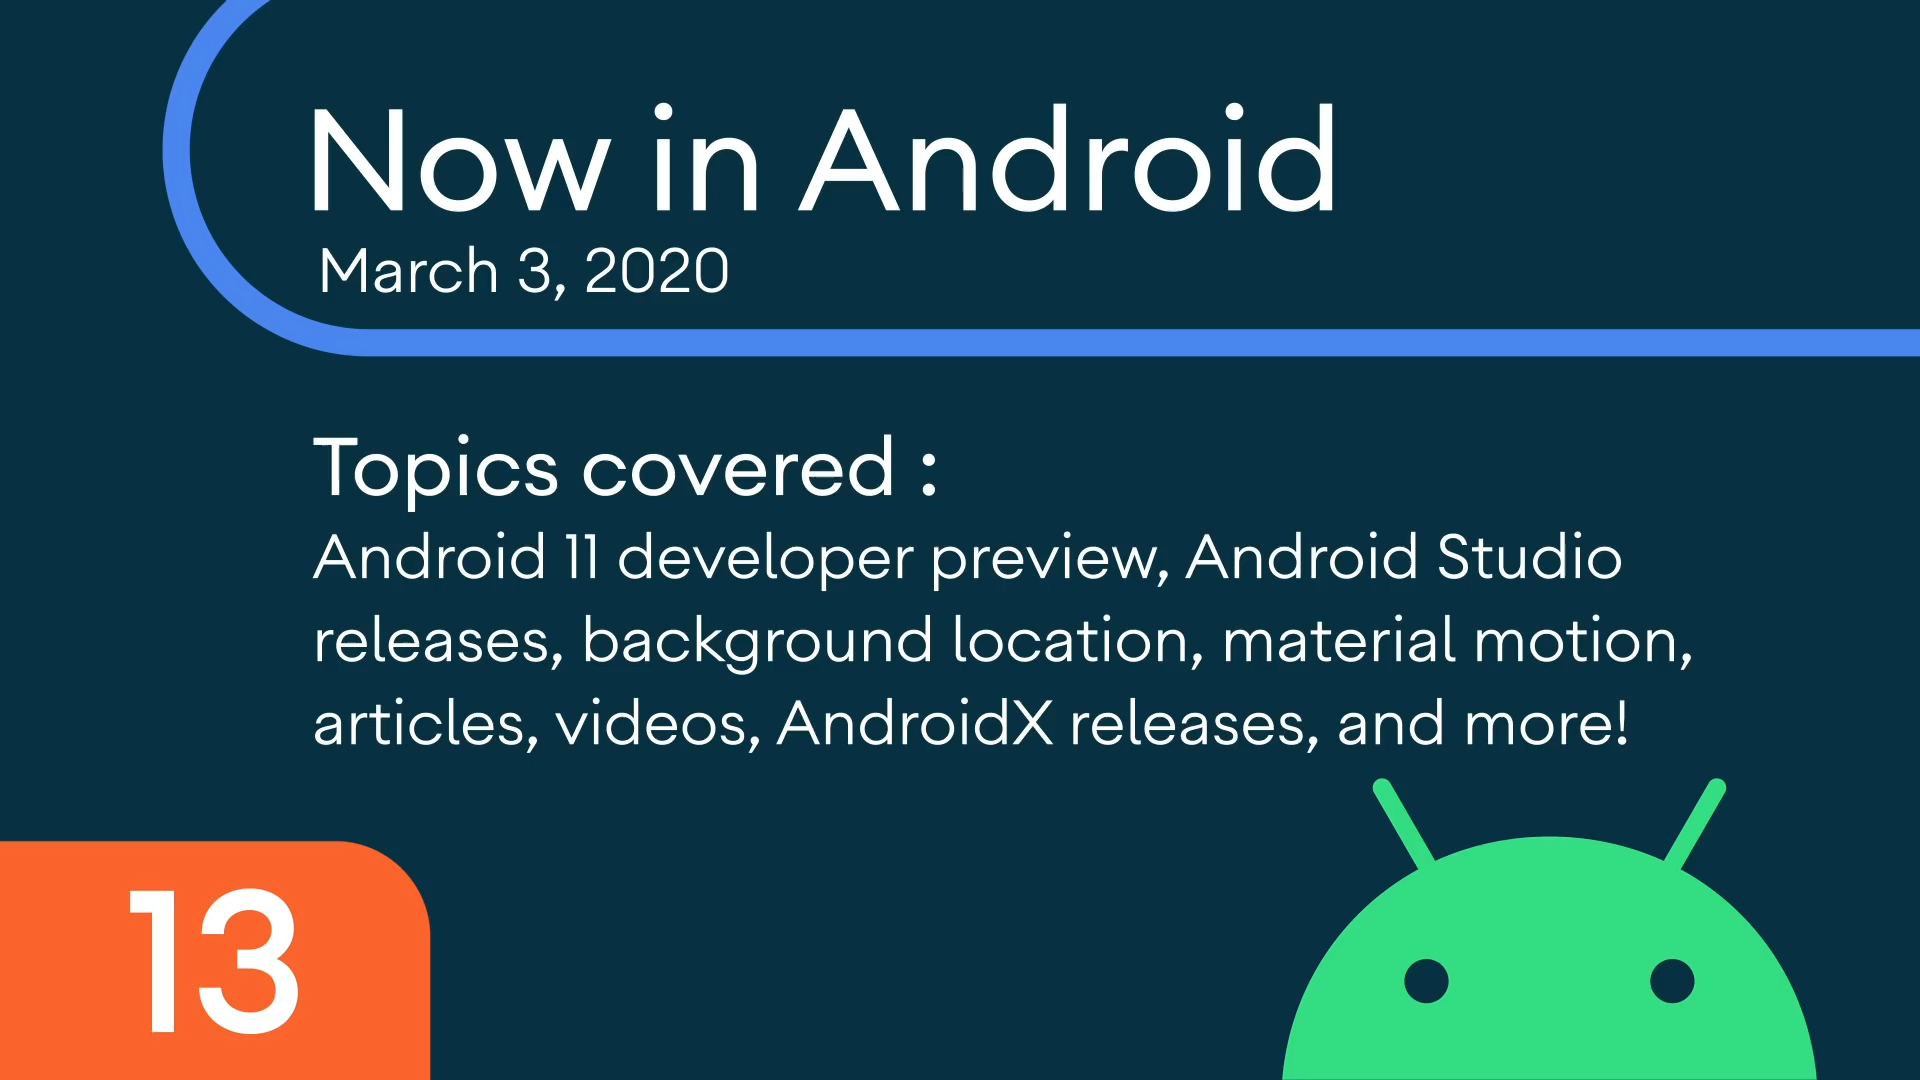 Now in Android
March 3, 2020
Topics covered :
Android 11 developer preview, Android Studio
releases, background location, material motion,
articles, videos, AndroidX releases, and more!
13